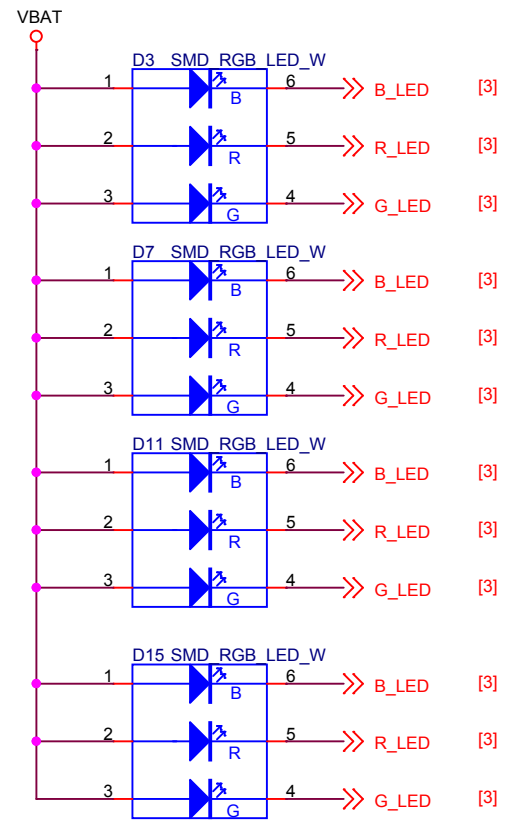 VBAT
D3 SMD_RGB_LED_W
1 B 6 B_LED [3]
2 R 5 R_LED [3]
3 G 4 G_LED [3]
D7 SMD_RGB_LED_W
1 B 6 B_LED [3]
2 R 5 R_LED [3]
3 G 4 G_LED [3]
D11 SMD_RGB_LED_W
1 B 6 B_LED [3]
2 R 5 R_LED [3]
3 G 4 G_LED [3]
D15 SMD_RGB_LED_W
1 B 6 B_LED [3]
2 R 5 R_LED [3]
3 G 4 G_LED [3]